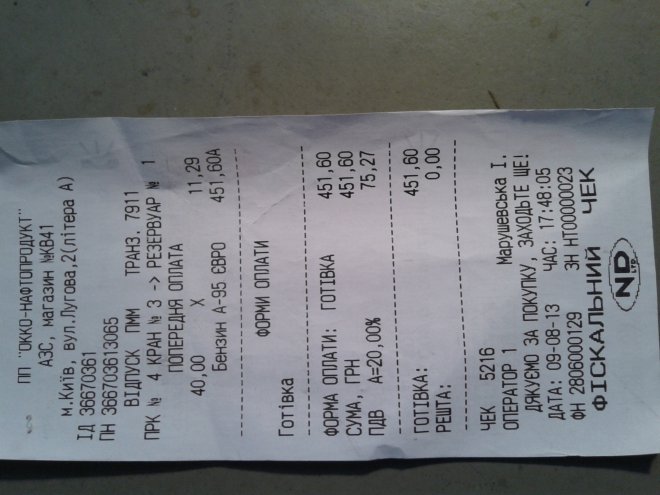 ПП "ОККО-НАФТОПРОДУКТ"
АЗС, магазин №КВ41
м.Київ, вул.Лугова,2(літера А)
ІД 36670361
ПН 366703613065
ВІДПУСК ПММ ТРАНЗ. 7911
ПРК № 4 КРАН № 3 -> РЕЗЕРВУАР № 1
ПОПЕРЕДНЯ ОПЛАТА
40,00 X 11,29
Бензин А-95 ЄВРО 451,60А
ФОРМИ ОПЛАТИ
Готівка
ФОРМА ОПЛАТИ: ГОТІВКА 451,60
СУМА, ГРН 451,60
ПДВ А=20,00% 75,27
ГОТІВКА: 451,60
РЕШТА: 0,00
ЧЕК 5216
ОПЕРАТОР 1 Марушевська І.
ДЯКУЄМО ЗА ПОКУПКУ, ЗАХОДЬТЕ ЩЕ!
ДАТА: 09-08-13 ЧАС: 17:48:05
ФН 2806000129 ЗН НТ00000023
ФІСКАЛЬНИЙ ЧЕК
ND LTD